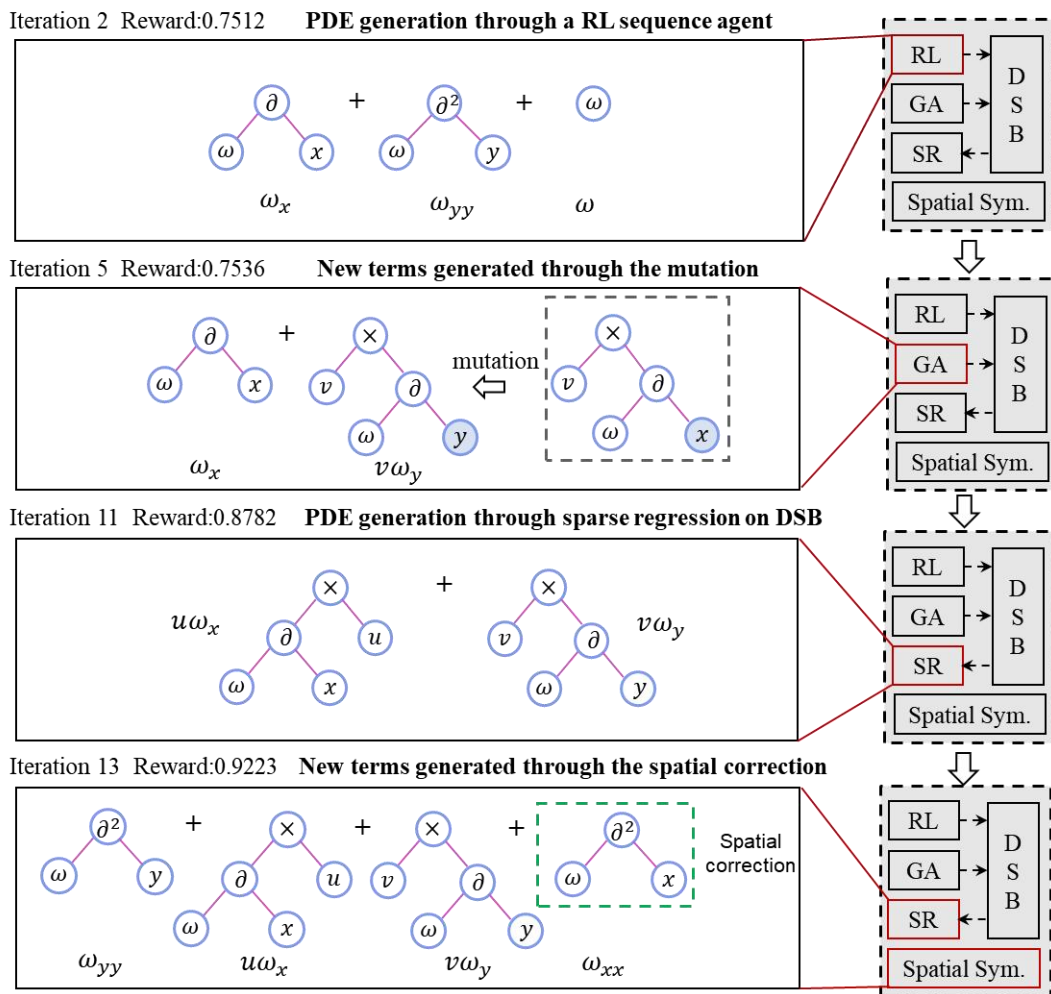 Iteration 2 Reward:0.7512 PDE generation through a RL sequence agent
∂ + ∂² + ω
ω x ω y
ω_x ω_yy ω
RL
GA
SR
D
S
B
Spatial Sym.
Iteration 5 Reward:0.7536 New terms generated through the mutation
∂ + × mutation ×
ω x v ∂ v ∂
ω y ω x
ω_x vω_y
RL
GA
SR
D
S
B
Spatial Sym.
Iteration 11 Reward:0.8782 PDE generation through sparse regression on DSB
× + ×
uω_x ∂ u v ∂ vω_y
ω x ω y
RL
GA
SR
D
S
B
Spatial Sym.
Iteration 13 Reward:0.9223 New terms generated through the spatial correction
∂² + × + × + ∂²
ω y ∂ u v ∂ ω x
ω x ω y
Spatial
correction
ω_yy uω_x vω_y ω_xx
RL
GA
SR
D
S
B
Spatial Sym.